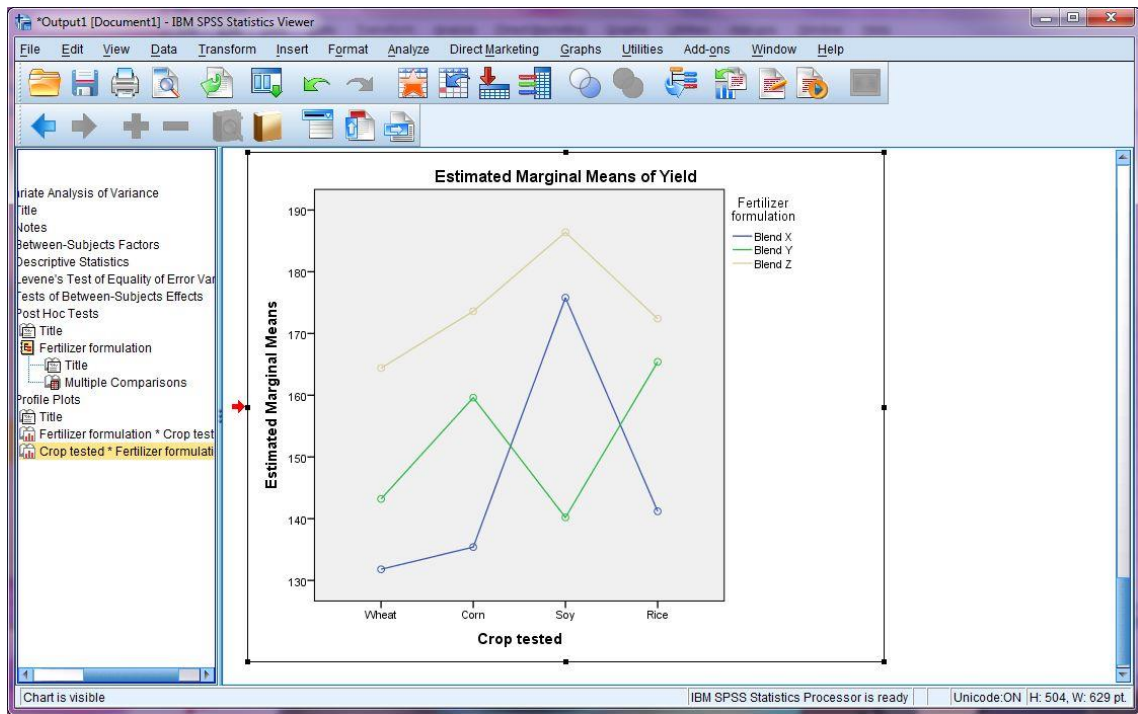 *Output1 [Document1] - IBM SPSS Statistics Viewer
File Edit View Data Transform Insert Format Analyze Direct Marketing Graphs Utilities Add-ons Window Help
riate Analysis of Variance
Title
Notes
Between-Subjects Factors
Descriptive Statistics
Levene's Test of Equality of Error Var
Tests of Between-Subjects Effects
Post Hoc Tests
Title
Fertilizer formulation
Title
Multiple Comparisons
Profile Plots
Title
Fertilizer formulation * Crop test
Crop tested * Fertilizer formulati
Estimated Marginal Means of Yield
Estimated Marginal Means
190
180
170
160
150
140
130
Wheat Corn Soy Rice
Crop tested
Fertilizer
formulation
Blend X
Blend Y
Blend Z
Chart is visible
IBM SPSS Statistics Processor is ready Unicode:ON H: 504, W: 629 pt.